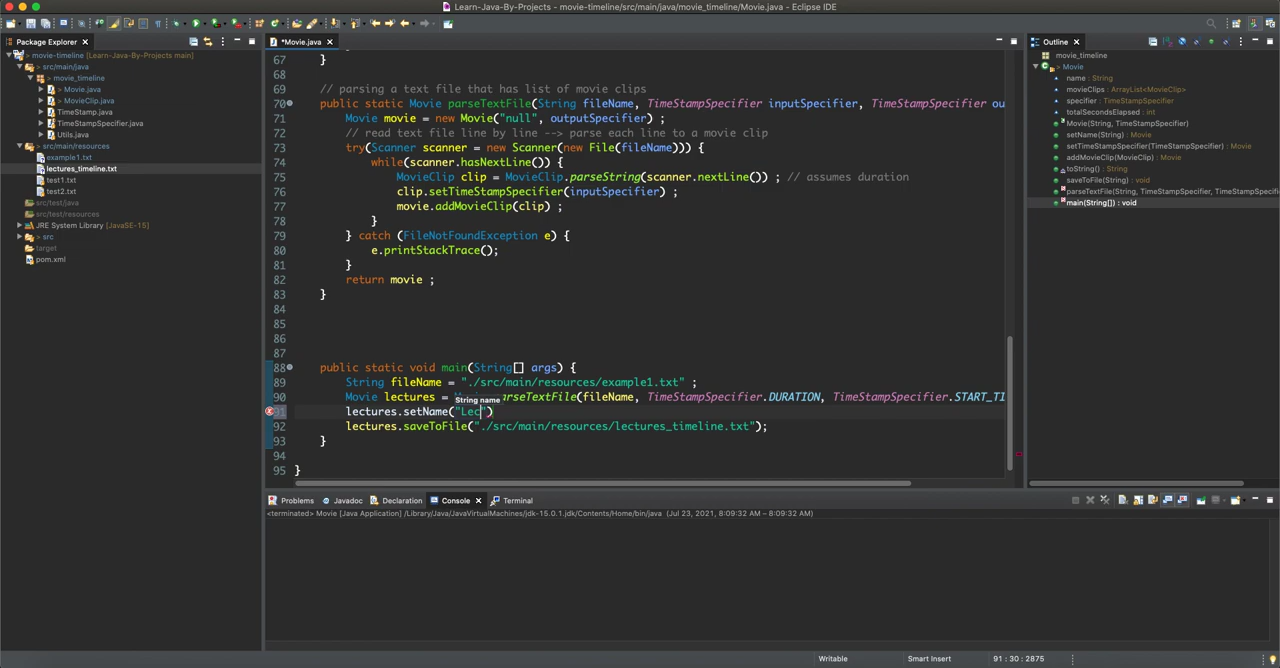 Learn-Java-By-Projects - movie-timeline/src/main/java/movie_timeline/Movie.java - Eclipse IDE
Package Explorer
movie-timeline [Learn-Java-By-Projects main]
src/main/java
movie_timeline
Movie.java
MovieClip.java
TimeStamp.java
TimeStampSpecifier.java
Utils.java
src/main/resources
example1.txt
lectures_timeline.txt
test1.txt
test2.txt
src/test/java
src/test/resources
JRE System Library [JavaSE-15]
src
target
pom.xml
*Movie.java
67 }
68
69 // parsing a text file that has list of movie clips
70 public static Movie parseTextFile(String fileName, TimeStampSpecifier inputSpecifier, TimeStampSpecifier ou
71 Movie movie = new Movie("null", outputSpecifier) ;
72 // read text file line by line --> parse each line to a movie clip
73 try(Scanner scanner = new Scanner(new File(fileName))) {
74 while(scanner.hasNextLine()) {
75 MovieClip clip = MovieClip.parseString(scanner.nextLine()) ; // assumes duration
76 clip.setTimeStampSpecifier(inputSpecifier) ;
77 movie.addMovieClip(clip) ;
78 }
79 } catch (FileNotFoundException e) {
80 e.printStackTrace();
81 }
82 return movie ;
83 }
84
85
86
87
88 public static void main(String[] args) {
89 String fileName = "./src/main/resources/example1.txt" ;
90 Movie lectures = parseTextFile(fileName, TimeStampSpecifier.DURATION, TimeStampSpecifier.START_TI
String name
91 lectures.setName("Lec")
92 lectures.saveToFile("./src/main/resources/lectures_timeline.txt");
93 }
94
95 }
Outline
movie_timeline
Movie
name : String
movieClips : ArrayList<MovieClip>
specifier : TimeStampSpecifier
totalSecondsElapsed : int
Movie(String, TimeStampSpecifier)
setName(String) : Movie
setTimeStampSpecifier(TimeStampSpecifier) : Movie
addMovieClip(MovieClip) : Movie
toString() : String
saveToFile(String) : void
parseTextFile(String, TimeStampSpecifier, TimeStampSpecifi
main(String[]) : void
Problems Javadoc Declaration Console Terminal
<terminated> Movie [Java Application] /Library/Java/JavaVirtualMachines/jdk-15.0.1.jdk/Contents/Home/bin/java (Jul 23, 2021, 8:09:32 AM – 8:09:32 AM)
Writable Smart Insert 91 : 30 : 2875